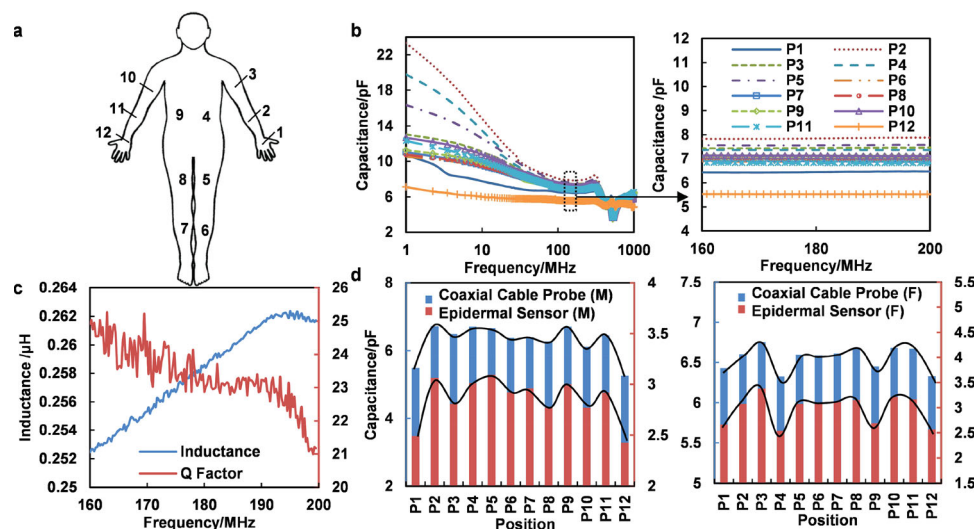 a
10
11
12
9
4
3
2
1
8
5
7
6
b
Capacitance/pF
22
18
14
10
6
2
1
10
100
1000
Frequency/MHz
Capacitance /pF
12
11
10
9
8
7
6
5
4
P1
P2
P3
P4
P5
P6
P7
P8
P9
P10
P11
P12
160
180
200
Frequency/MHz
c
Inductance /μH
0.264
0.262
0.26
0.258
0.256
0.254
0.252
0.25
26
25
24
23
22
21
20
Inductance
Q Factor
160
170
180
190
200
Frequency/MHz
d
Capacitance/pF
8
6
4
2
4
3.5
3
2.5
2
Coaxial Cable Probe (M)
Epidermal Sensor (M)
P1
P2
P3
P4
P5
P6
P7
P8
P9
P10
P11
P12
Position
7.5
7
6.5
6
5.5
5
5.5
5
4.5
4
3.5
3
2.5
2
1.5
Coaxial Cable Probe (F)
Epidermal Sensor (F)
P1
P2
P3
P4
P5
P6
P7
P8
P9
P10
P11
P12
Position